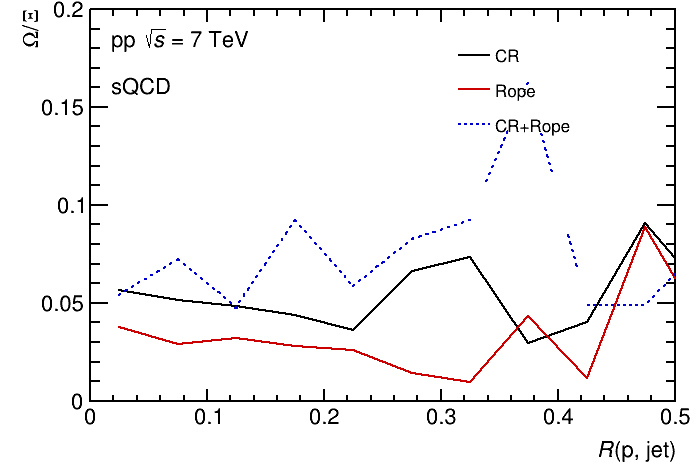 Ω/Ξ
0.2
0.15
0.1
0.05
0
pp √s = 7 TeV
sQCD
CR
Rope
CR+Rope
0 0.1 0.2 0.3 0.4 0.5
R(p, jet)